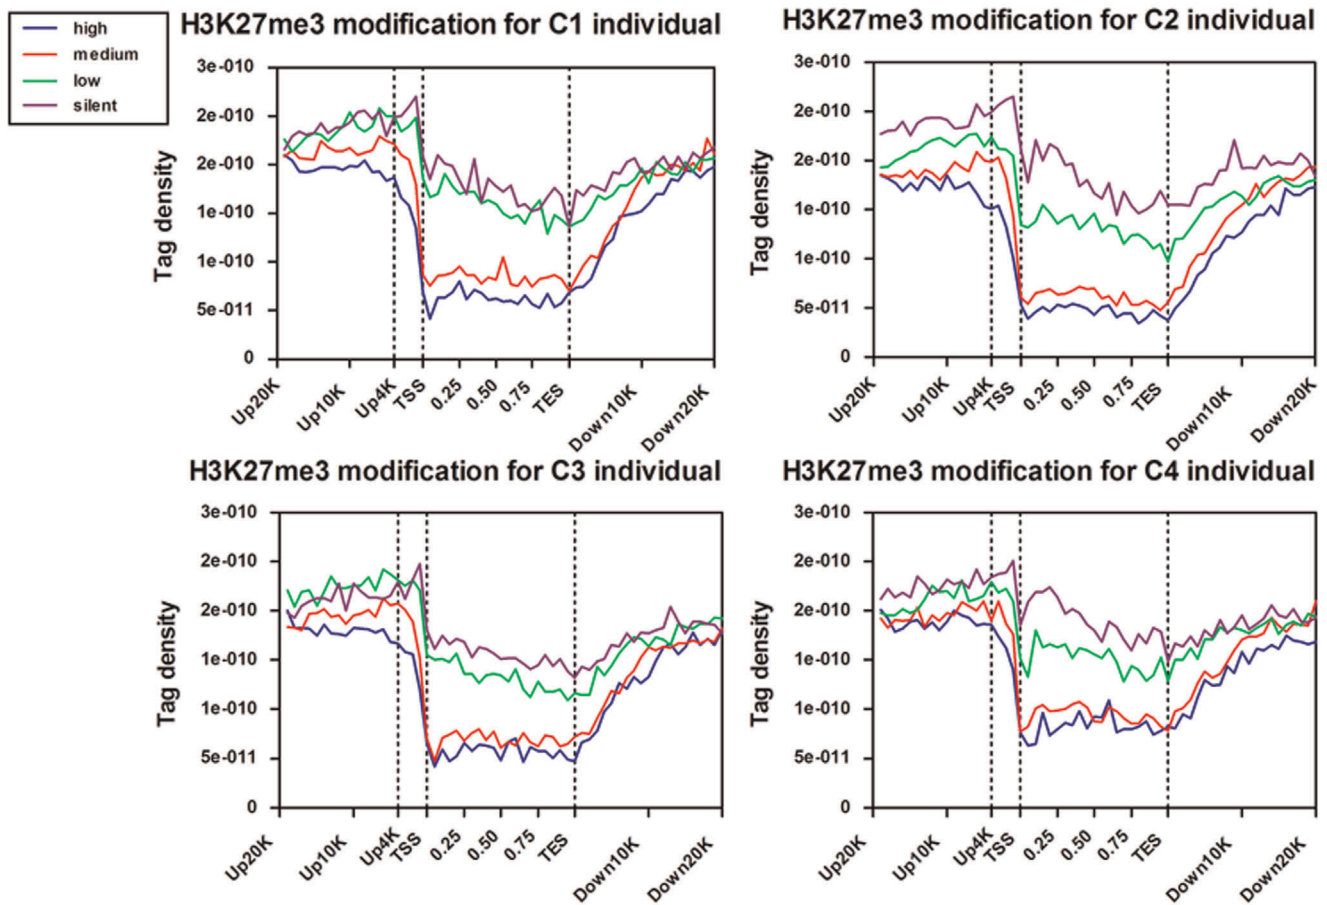 high
medium
low
silent
H3K27me3 modification for C1 individual
Tag density
3e-010
2e-010
2e-010
1e-010
1e-010
5e-011
0
Up20K
Up10K
Up4K
TSS
0.25
0.50
0.75
TES
Down10K
Down20K
H3K27me3 modification for C2 individual
Tag density
3e-010
2e-010
2e-010
1e-010
1e-010
5e-011
0
Up20K
Up10K
Up4K
TSS
0.25
0.50
0.75
TES
Down10K
Down20K
H3K27me3 modification for C3 individual
Tag density
3e-010
2e-010
2e-010
1e-010
1e-010
5e-011
0
Up20K
Up10K
Up4K
TSS
0.25
0.50
0.75
TES
Down10K
Down20K
H3K27me3 modification for C4 individual
Tag density
3e-010
2e-010
2e-010
1e-010
1e-010
5e-011
0
Up20K
Up10K
Up4K
TSS
0.25
0.50
0.75
TES
Down10K
Down20K